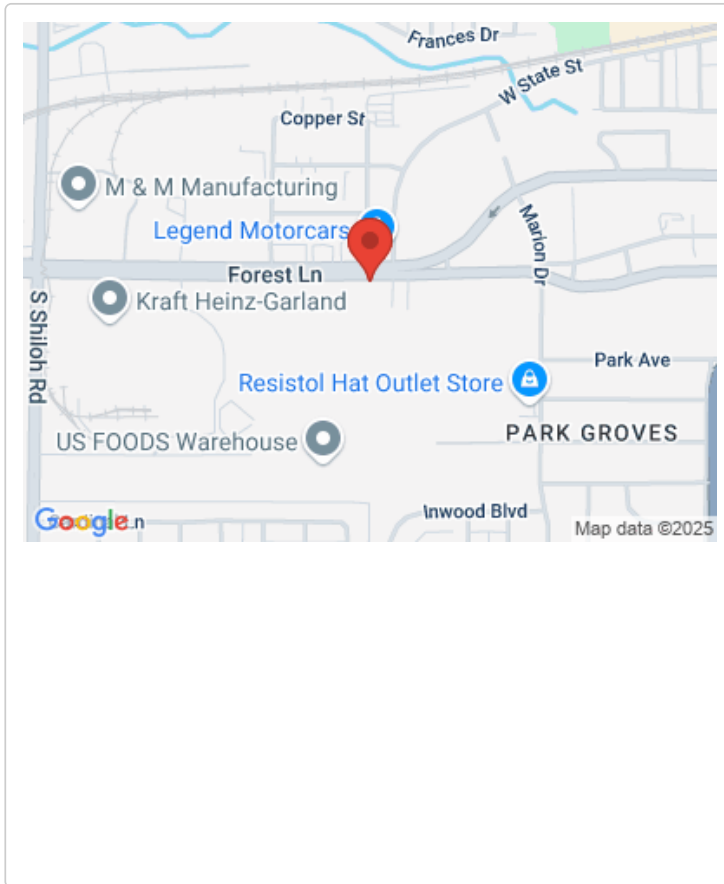 Frances Dr
W State St
Copper St
M & M Manufacturing
Legend Motorcars
Marion Dr
Forest Ln
Kraft Heinz-Garland
S Shiloh Rd
Park Ave
Resistol Hat Outlet Store
PARK GROVES
US FOODS Warehouse
Inwood Blvd
Google
Ln
Map data ©2025